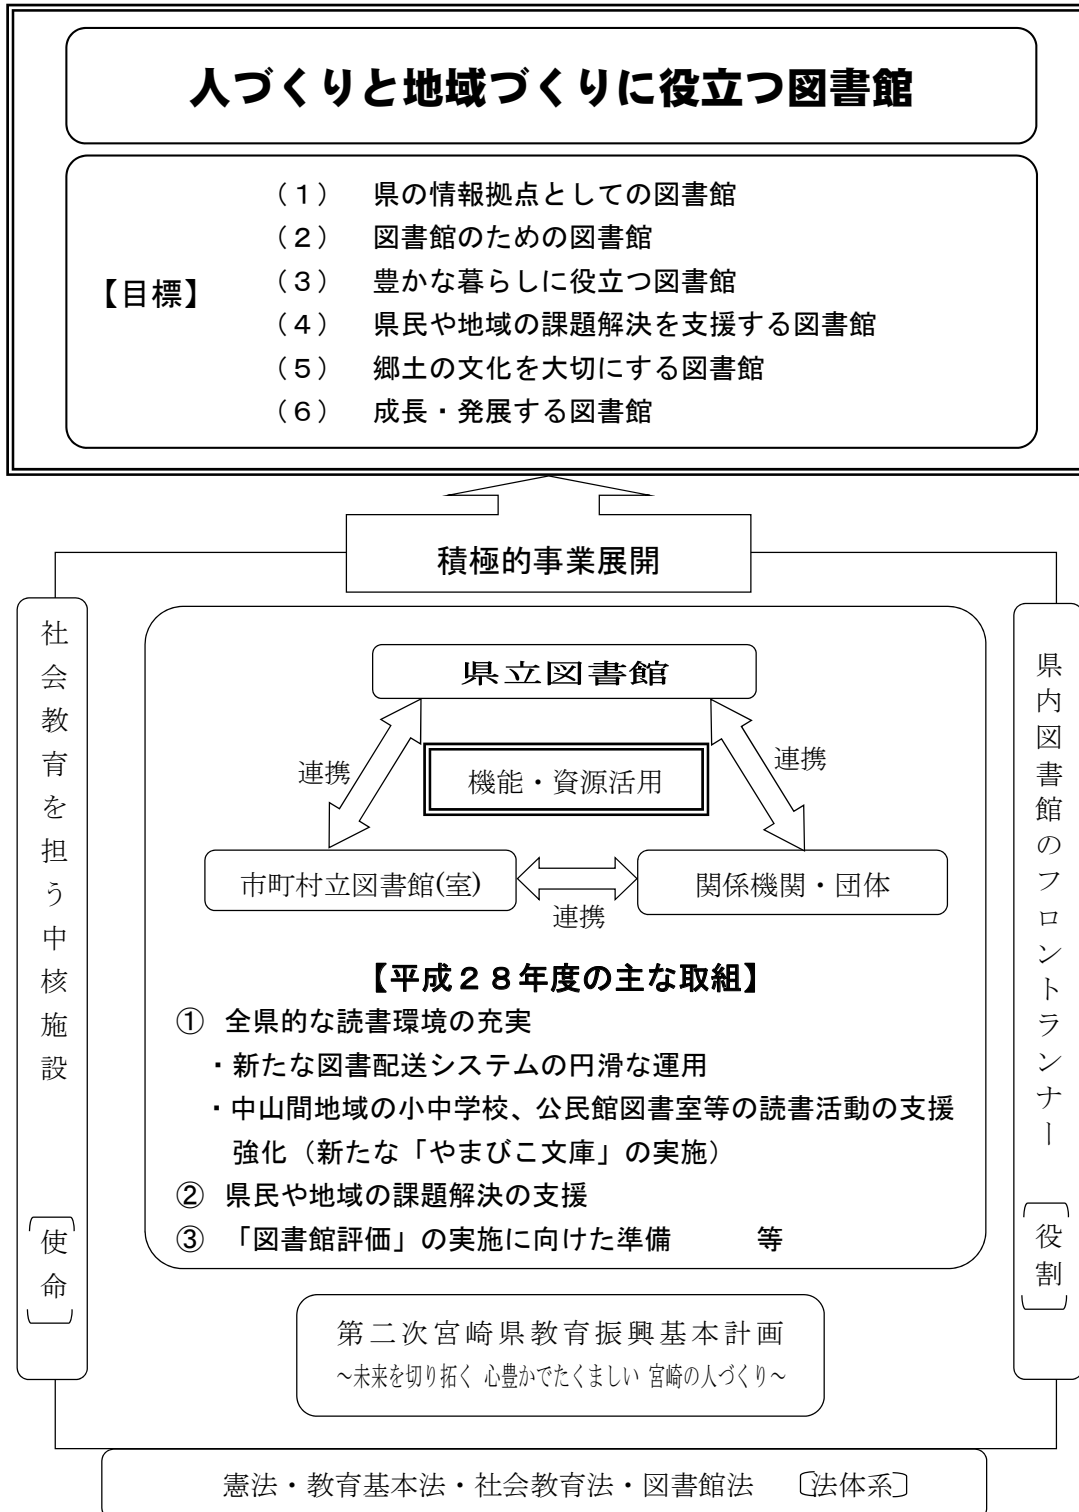 人づくりと地域づくりに役立つ図書館
【目標】
（１）　県の情報拠点としての図書館
（２）　図書館のための図書館
（３）　豊かな暮らしに役立つ図書館
（４）　県民や地域の課題解決を支援する図書館
（５）　郷土の文化を大切にする図書館
（６）　成長・発展する図書館
積極的事業展開
社会教育を担う中核施設
〔使命〕
県立図書館
連携
機能・資源活用
連携
市町村立図書館(室)
関係機関・団体
連携
【平成２８年度の主な取組】
①　全県的な読書環境の充実
・新たな図書配送システムの円滑な運用
・中山間地域の小中学校、公民館図書室等の読書活動の支援
強化（新たな「やまびこ文庫」の実施）
②　県民や地域の課題解決の支援
③　「図書館評価」の実施に向けた準備　　　等
県内図書館のフロントランナー
〔役割〕
第二次宮崎県教育振興基本計画
～未来を切り拓く 心豊かでたくましい 宮崎の人づくり～
憲法・教育基本法・社会教育法・図書館法　〔法体系〕